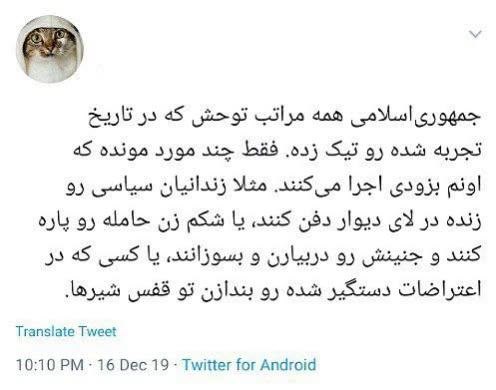 جمهوری‌اسلامی همه مراتب توحش که در تاریخ
تجربه شده رو تیک زده. فقط چند مورد مونده که
اونم بزودی اجرا می‌کنند. مثلا زندانیان سیاسی رو
زنده در لای دیوار دفن کنند، یا شکم زن حامله رو پاره
کنند و جنینش رو دربیارن و بسوزانند، یا کسی که در
اعتراضات دستگیر شده رو بندازن تو قفس شیرها.
Translate Tweet
10:10 PM · 16 Dec 19 · Twitter for Android